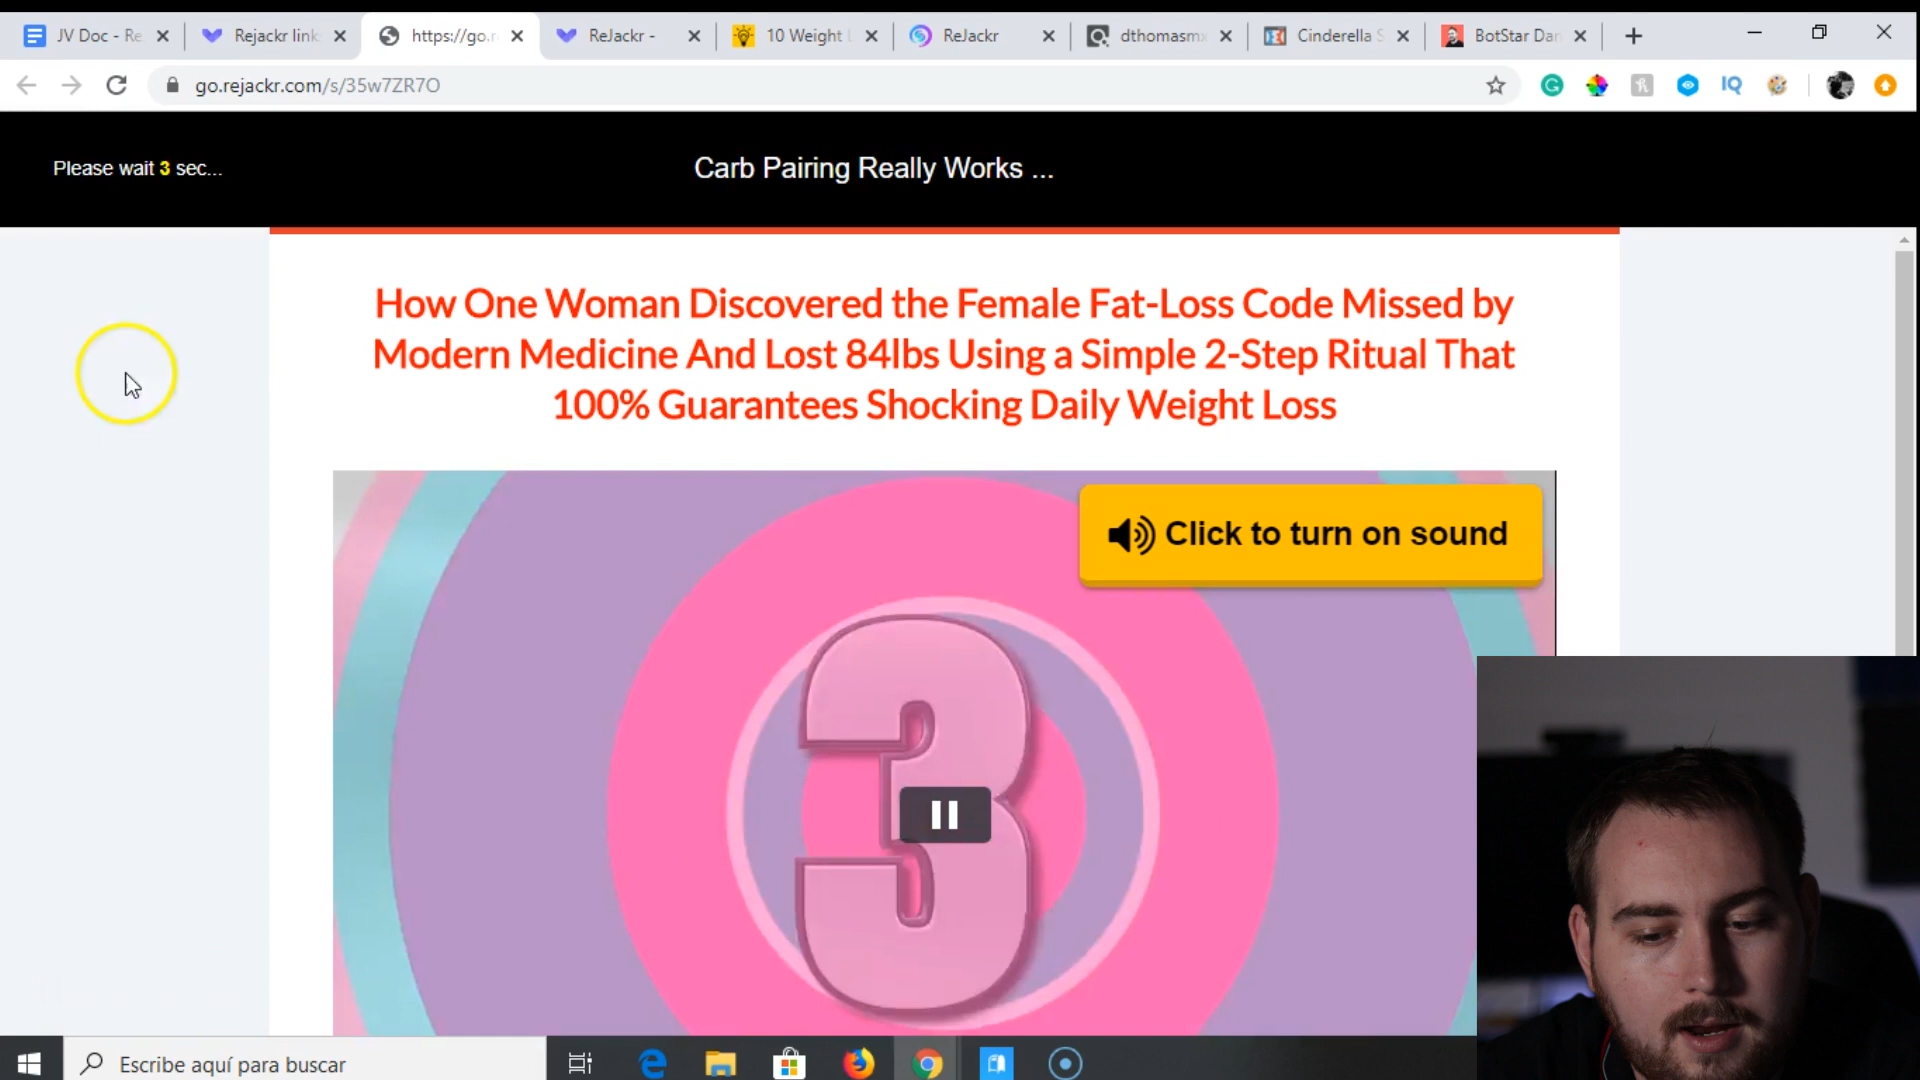 JV Doc - Re
Rejackr link
https://go.r
ReJackr -
10 Weight L
ReJackr
dthomasmx
Cinderella S
BotStar Dan
go.rejackr.com/s/35w7ZR7O
IQ
Please wait 3 sec...
Carb Pairing Really Works ...
How One Woman Discovered the Female Fat-Loss Code Missed by
Modern Medicine And Lost 84lbs Using a Simple 2-Step Ritual That
100% Guarantees Shocking Daily Weight Loss
Click to turn on sound
3
Escribe aquí para buscar